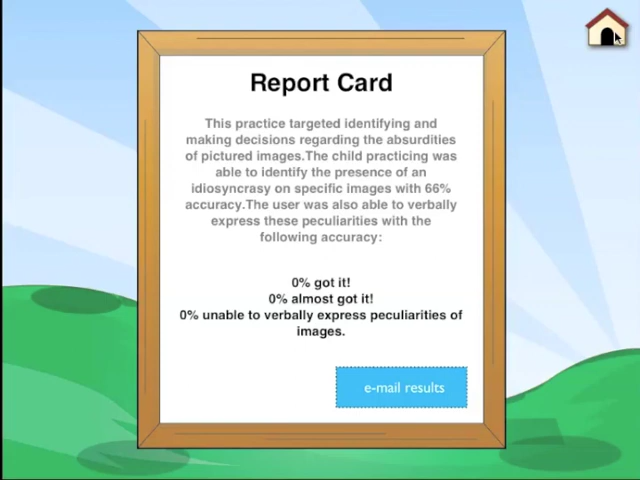 Report Card
This practice targeted identifying and
making decisions regarding the absurdities
of pictured images.The child practicing was
able to identify the presence of an
idiosyncrasy on specific images with 66%
accuracy.The user was also able to verbally
express these peculiarities with the
following accuracy:
0% got it!
0% almost got it!
0% unable to verbally express peculiarities of
images.
e-mail results